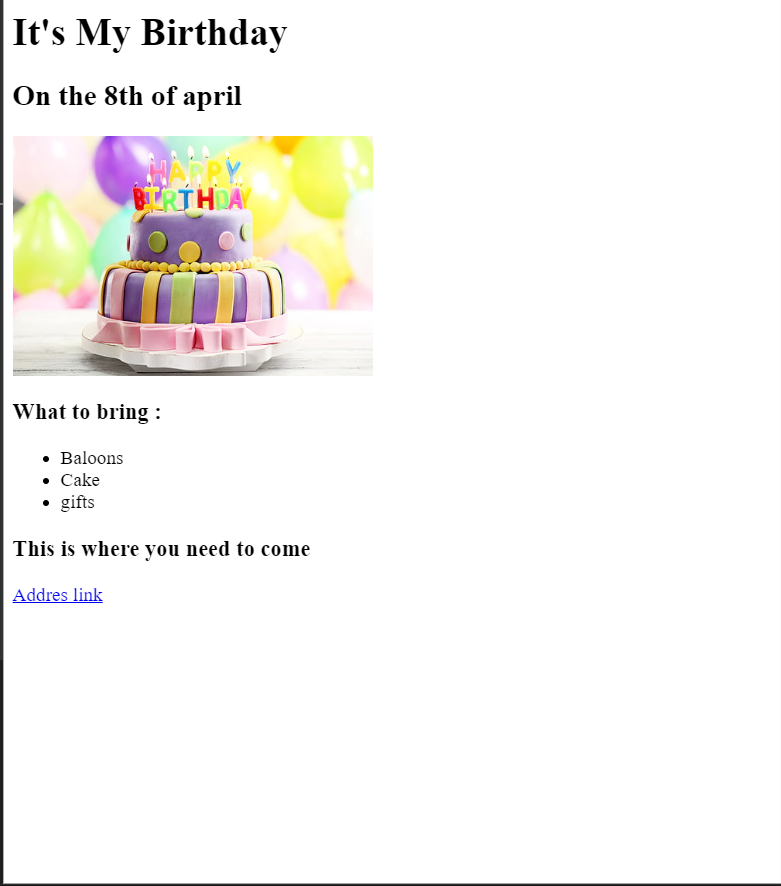 It's My Birthday
On the 8th of april
HAPPY
BIRTHDAY
What to bring :
Baloons
Cake
gifts
This is where you need to come
Addres link